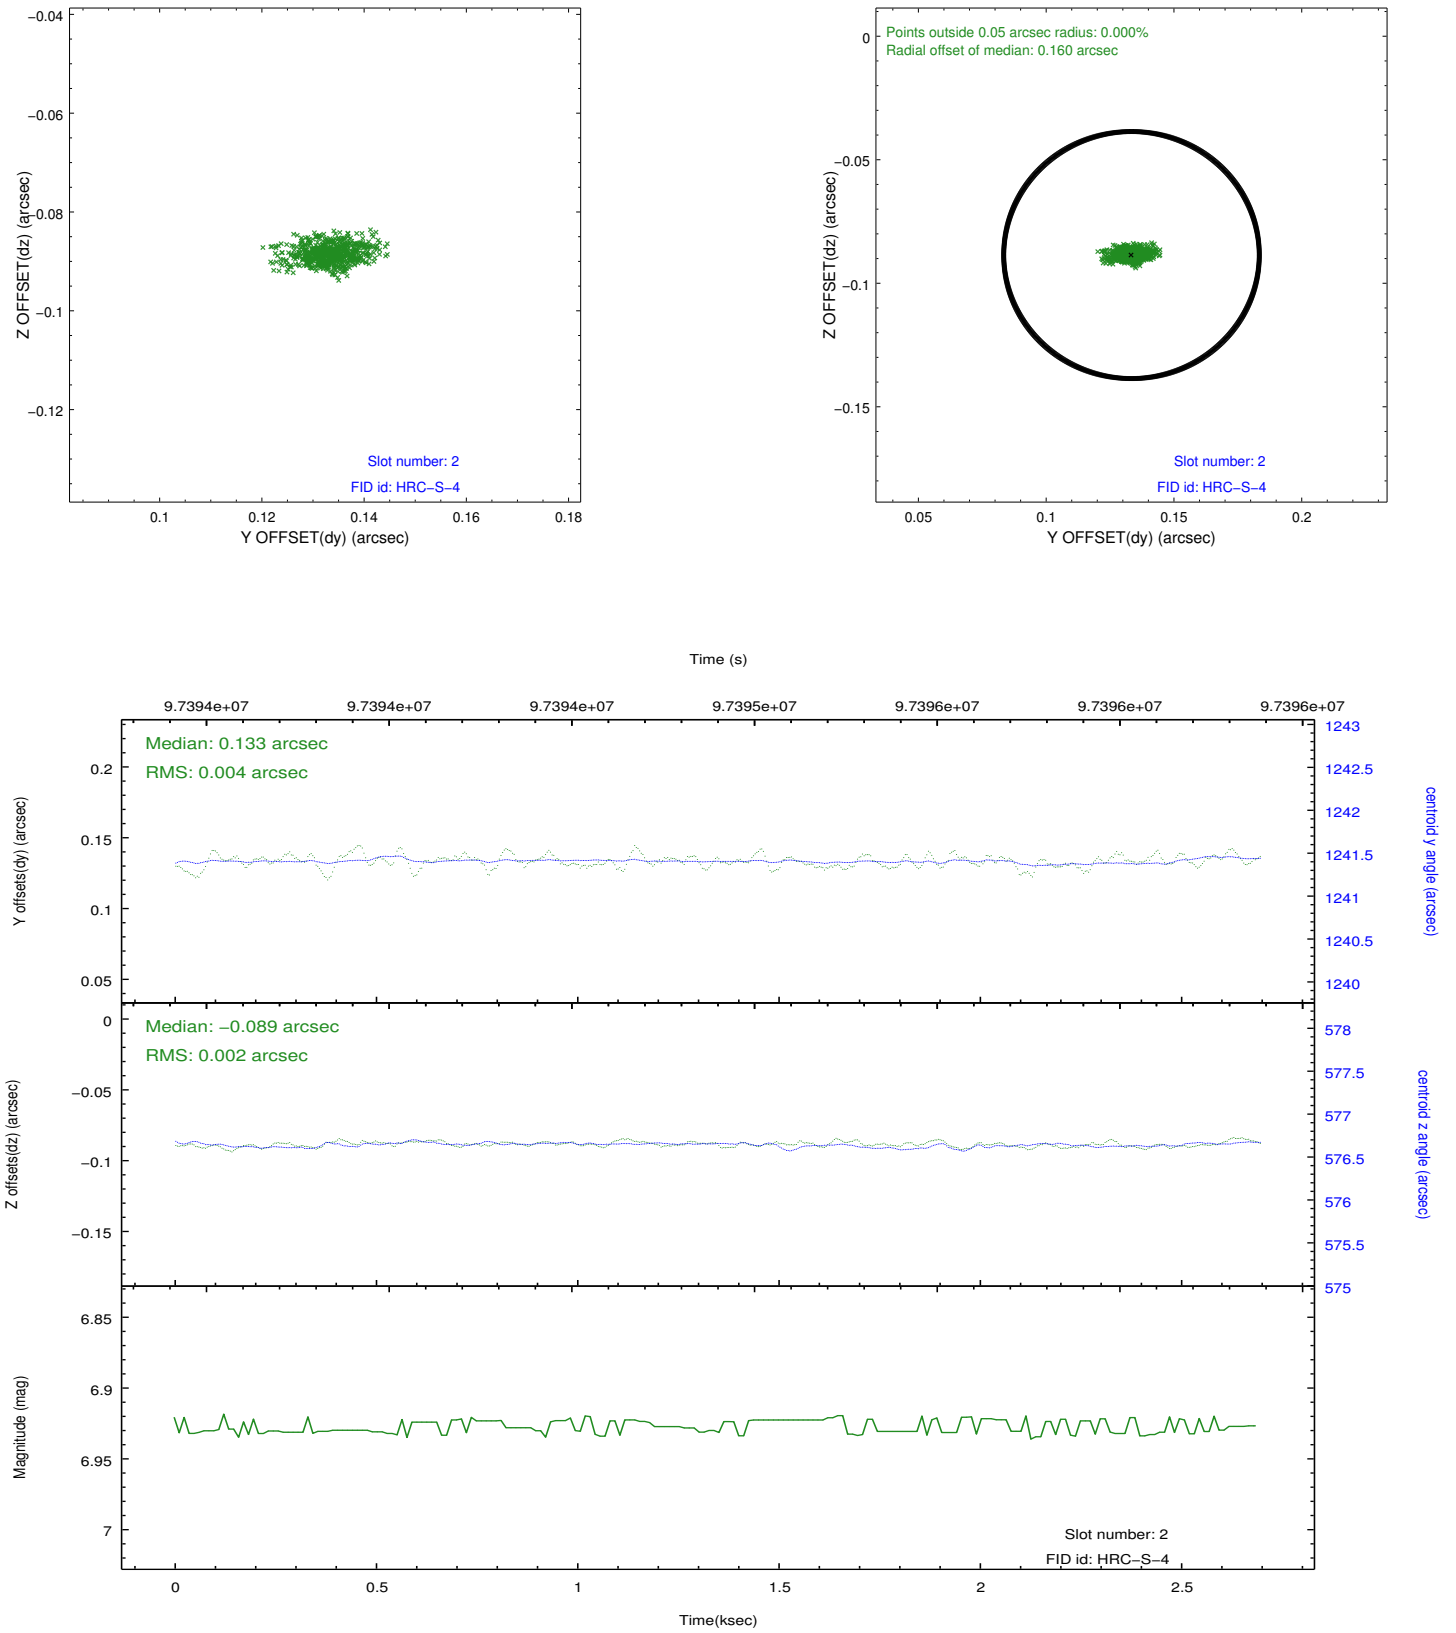 −0.04
−0.06
−0.08
−0.1
−0.12
Z OFFSET(dz) (arcsec)
Slot number: 2
FID id: HRC−S−4
0.1 0.12 0.14 0.16 0.18
Y OFFSET(dy) (arcsec)
Points outside 0.05 arcsec radius: 0.000%
Radial offset of median: 0.160 arcsec
0
−0.05
−0.1
−0.15
Z OFFSET(dz) (arcsec)
Slot number: 2
FID id: HRC−S−4
0.05 0.1 0.15 0.2
Y OFFSET(dy) (arcsec)
Time (s)
9.7394e+07 9.7394e+07 9.7394e+07 9.7395e+07 9.7396e+07 9.7396e+07 9.7396e+07
Median: 0.133 arcsec
RMS: 0.004 arcsec
0.2
0.15
0.1
0.05
Y offsets(dy) (arcsec)
1243
1242.5
1242
1241.5
1241
1240.5
1240
centroid y angle (arcsec)
Median: −0.089 arcsec
RMS: 0.002 arcsec
0
−0.05
−0.1
−0.15
Z offsets(dz) (arcsec)
578
577.5
577
576.5
576
575.5
575
centroid z angle (arcsec)
6.85
6.9
6.95
7
Magnitude (mag)
Slot number: 2
FID id: HRC−S−4
0 0.5 1 1.5 2 2.5
Time(ksec)